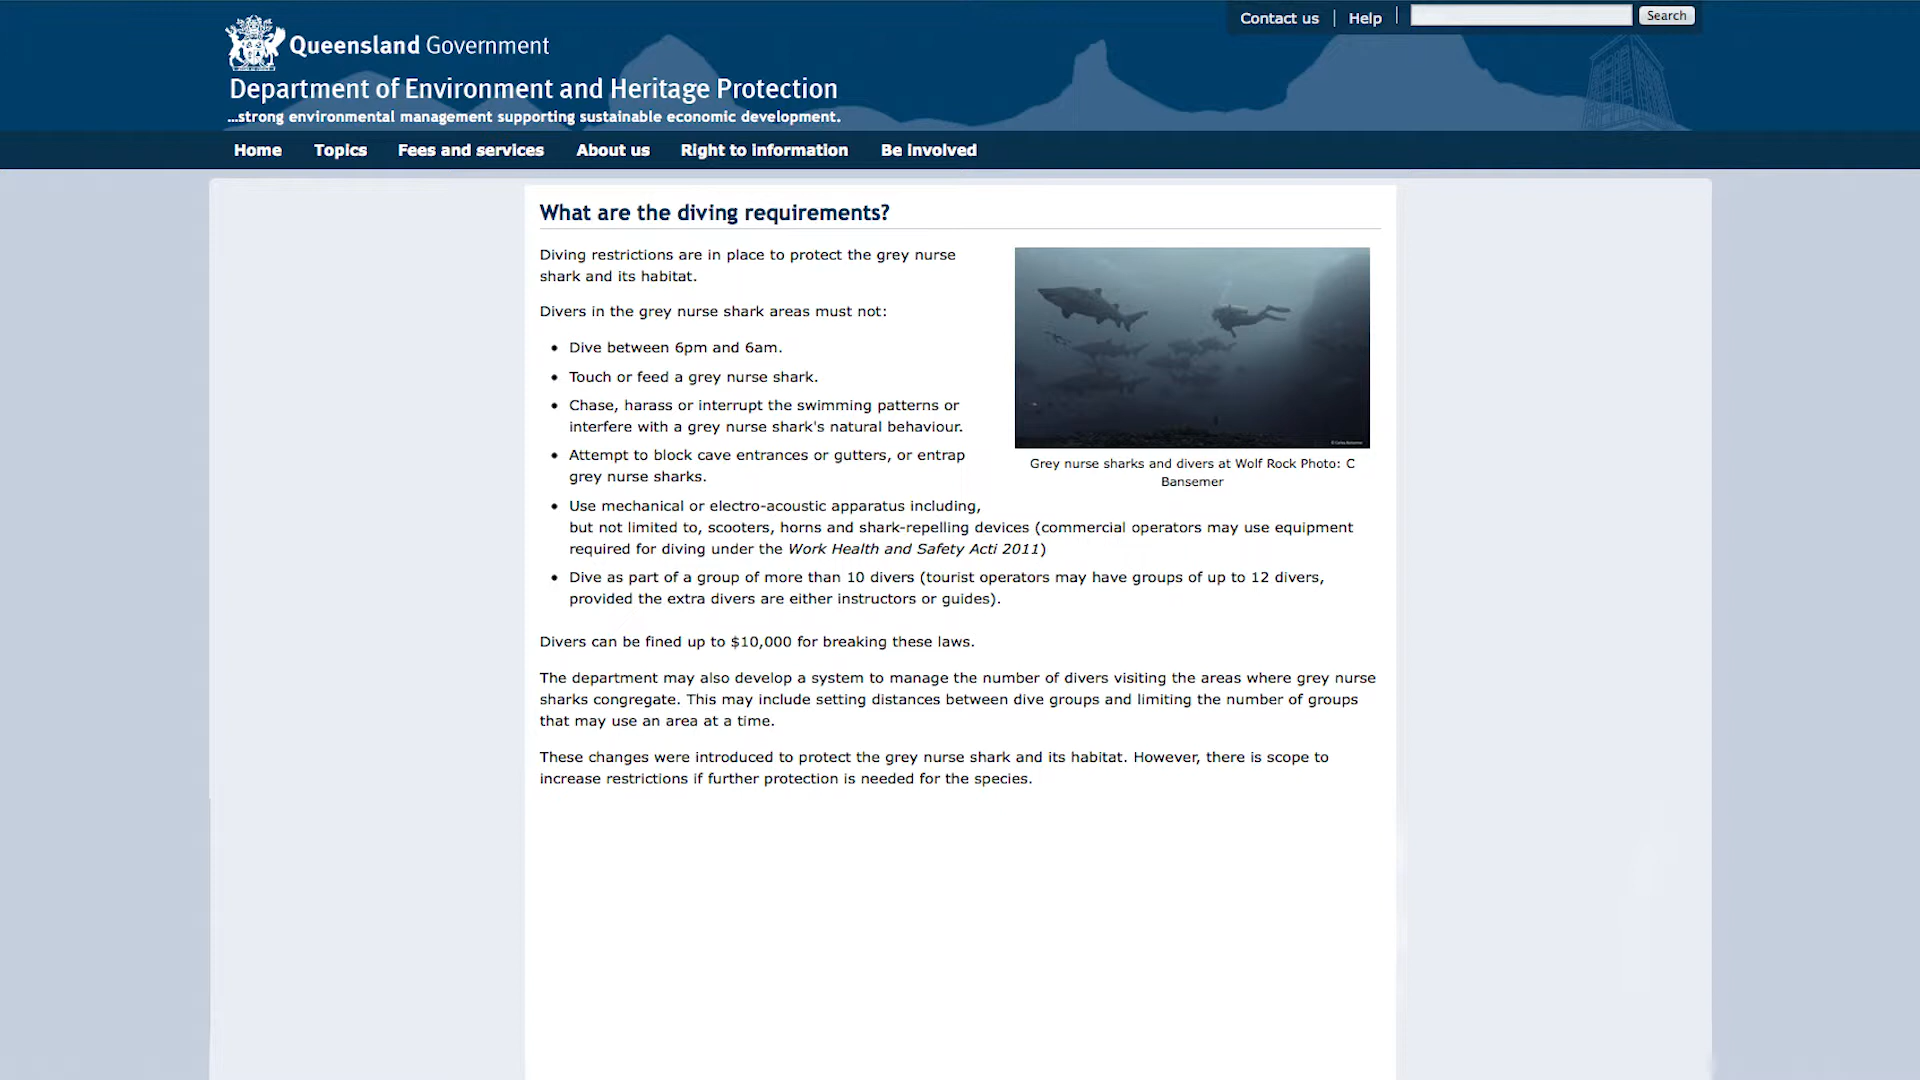 Contact us
Help
Search
Queensland Government
Department of Environment and Heritage Protection
...strong environmental management supporting sustainable economic development.
Home Topics Fees and services About us Right to information Be involved
What are the diving requirements?
Diving restrictions are in place to protect the grey nurse
shark and its habitat.
Divers in the grey nurse shark areas must not:
• Dive between 6pm and 6am.
• Touch or feed a grey nurse shark.
• Chase, harass or interrupt the swimming patterns or
interfere with a grey nurse shark's natural behaviour.
• Attempt to block cave entrances or gutters, or entrap
grey nurse sharks.
• Use mechanical or electro-acoustic apparatus including,
but not limited to, scooters, horns and shark-repelling devices (commercial operators may use equipment
required for diving under the Work Health and Safety Acti 2011)
• Dive as part of a group of more than 10 divers (tourist operators may have groups of up to 12 divers,
provided the extra divers are either instructors or guides).
Grey nurse sharks and divers at Wolf Rock Photo: C
Bansemer
Divers can be fined up to $10,000 for breaking these laws.
The department may also develop a system to manage the number of divers visiting the areas where grey nurse
sharks congregate. This may include setting distances between dive groups and limiting the number of groups
that may use an area at a time.
These changes were introduced to protect the grey nurse shark and its habitat. However, there is scope to
increase restrictions if further protection is needed for the species.